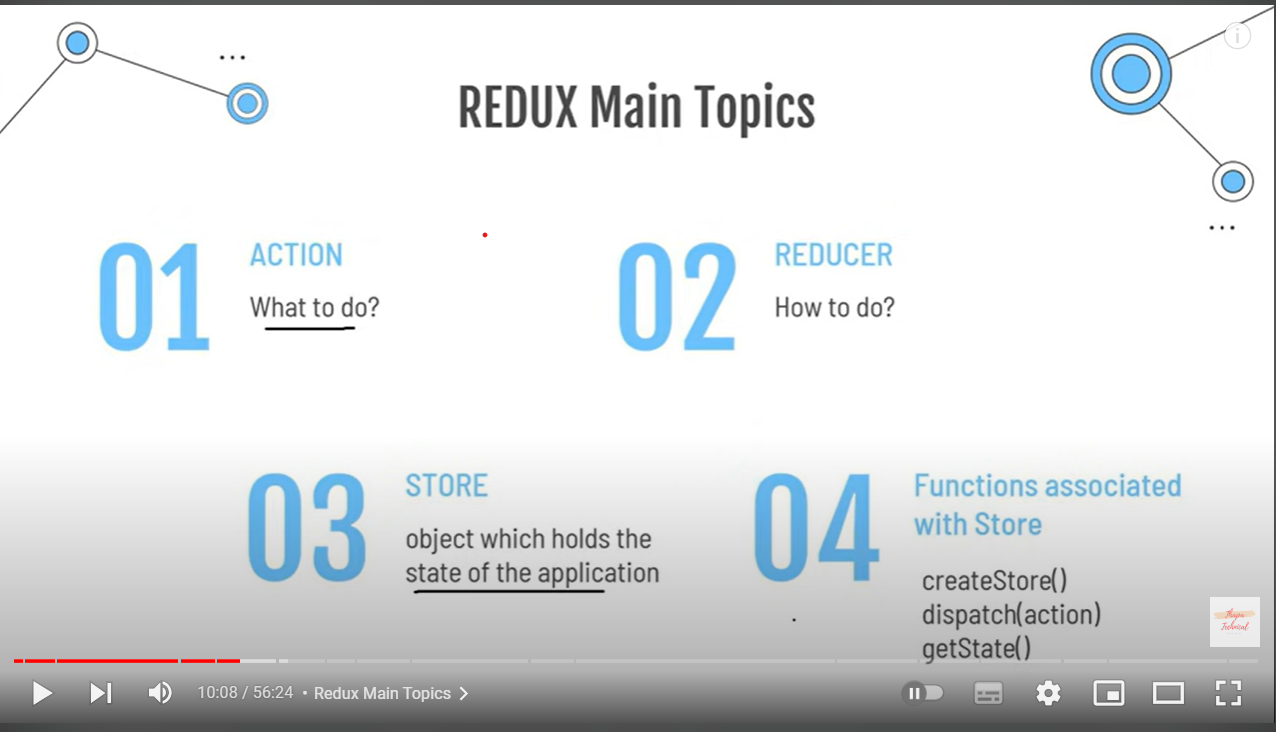 REDUX Main Topics
01
ACTION
What to do?
02
REDUCER
How to do?
03
STORE
object which holds the
state of the application
04
Functions associated
with Store
createStore()
dispatch(action)
getState()
Thapa
Technical
10:08 / 56:24 • Redux Main Topics